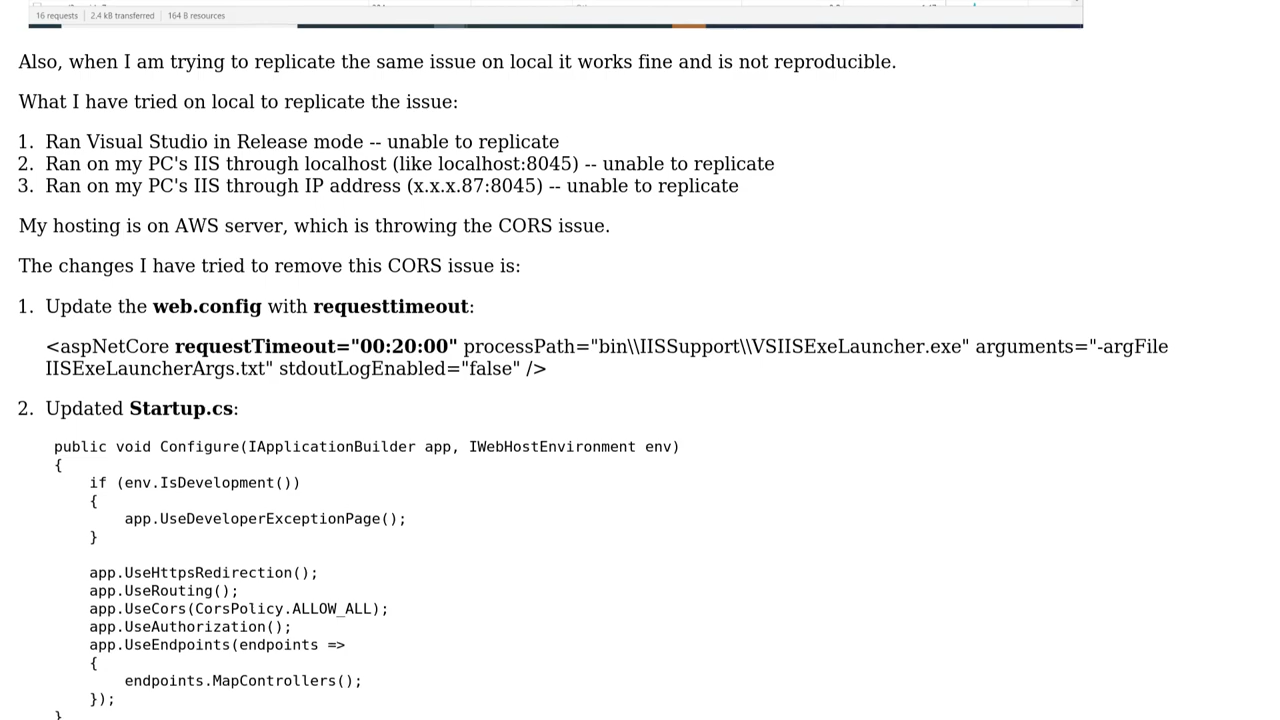 16 requests | 2.4 kB transferred | 164 B resources
Also, when I am trying to replicate the same issue on local it works fine and is not reproducible.
What I have tried on local to replicate the issue:
1. Ran Visual Studio in Release mode -- unable to replicate
2. Ran on my PC's IIS through localhost (like localhost:8045) -- unable to replicate
3. Ran on my PC's IIS through IP address (x.x.x.87:8045) -- unable to replicate
My hosting is on AWS server, which is throwing the CORS issue.
The changes I have tried to remove this CORS issue is:
1. Update the web.config with requesttimeout:
<aspNetCore requestTimeout="00:20:00" processPath="bin\\IISSupport\\VSIISExeLauncher.exe" arguments="-argFile
IISExeLauncherArgs.txt" stdoutLogEnabled="false" />
2. Updated Startup.cs:
public void Configure(IApplicationBuilder app, IWebHostEnvironment env)
{
    if (env.IsDevelopment())
    {
        app.UseDeveloperExceptionPage();
    }
    app.UseHttpsRedirection();
    app.UseRouting();
    app.UseCors(CorsPolicy.ALLOW_ALL);
    app.UseAuthorization();
    app.UseEndpoints(endpoints =>
    {
        endpoints.MapControllers();
    });
}